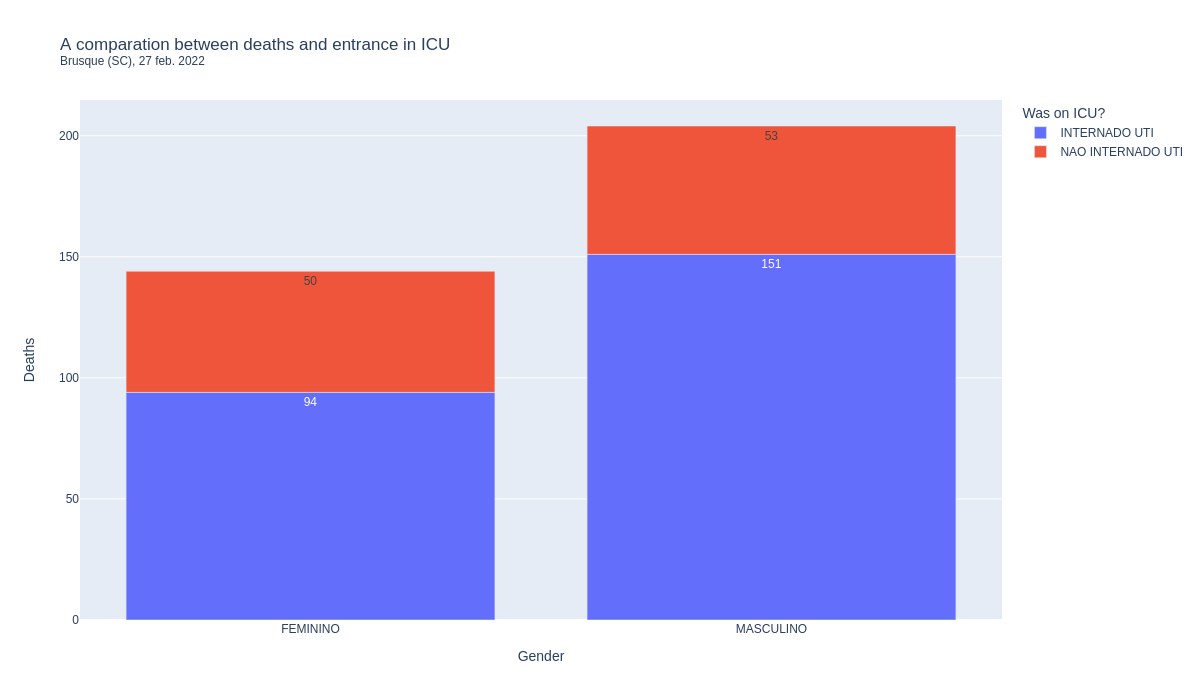 A comparation between deaths and entrance in ICU
Brusque (SC), 27 feb. 2022
Was on ICU?
INTERNADO UTI
NAO INTERNADO UTI
200
150
100
50
0
Deaths
53
50
151
94
FEMININO
MASCULINO
Gender